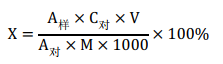 X = A样 × C对 × V / A对 × M × 1000 × 100%